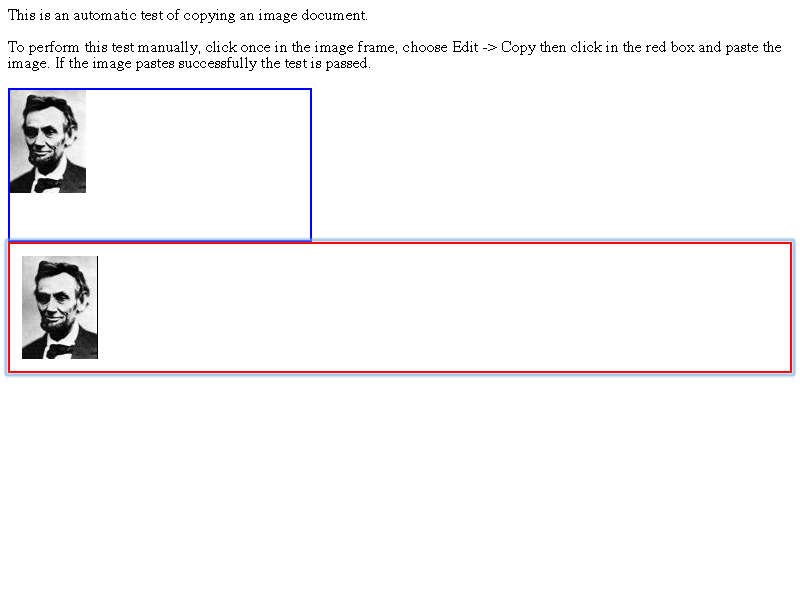 This is an automatic test of copying an image document.
To perform this test manually, click once in the image frame, choose Edit -> Copy then click in the red box and paste the
image. If the image pastes successfully the test is passed.